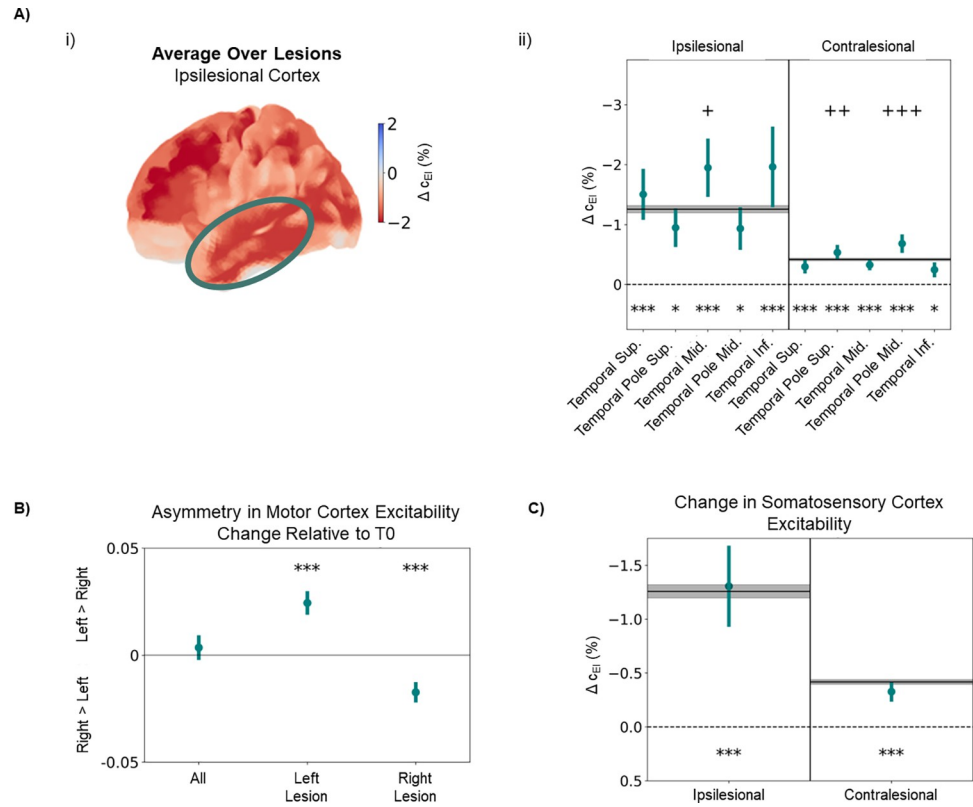 A)
i)
Average Over Lesions
Ipsilesional Cortex
2
0
−2
Δ cEI (%)
ii)
Ipsilesional
Contralesional
−3
−2
−1
0
Δ cEI (%)
+
++
+++
***
*
***
*
***
***
***
***
***
*
Temporal Sup.
Temporal Pole Sup.
Temporal Mid.
Temporal Pole Mid.
Temporal Inf.
Temporal Sup.
Temporal Pole Sup.
Temporal Mid.
Temporal Pole Mid.
Temporal Inf.
B)
Asymmetry in Motor Cortex Excitability
Change Relative to T0
0.05
0
-0.05
Left > Right
Right > Left
***
***
All
Left
Lesion
Right
Lesion
C)
Change in Somatosensory Cortex
Excitability
−1.5
−1.0
−0.5
0.0
0.5
Δ cEI (%)
***
***
Ipsilesional
Contralesional